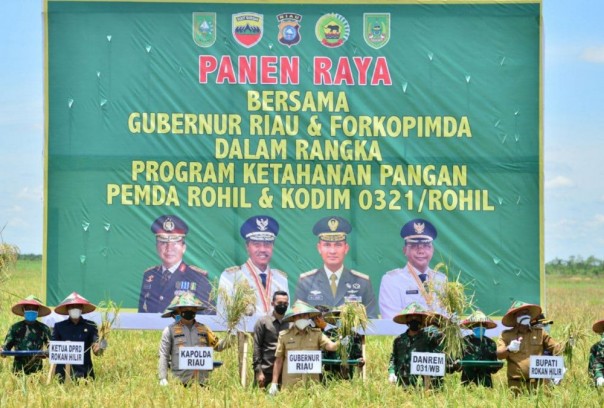 PANEN RAYA
BERSAMA
GUBERNUR RIAU & FORKOPIMDA
DALAM RANGKA
PROGRAM KETAHANAN PANGAN
PEMDA ROHIL & KODIM 0321/ROHIL
KETUA DPRD
ROKAN HILIR
KAPOLDA
RIAU
GUBERNUR
RIAU
DANREM
031/WB
BUPATI
ROKAN HILIR